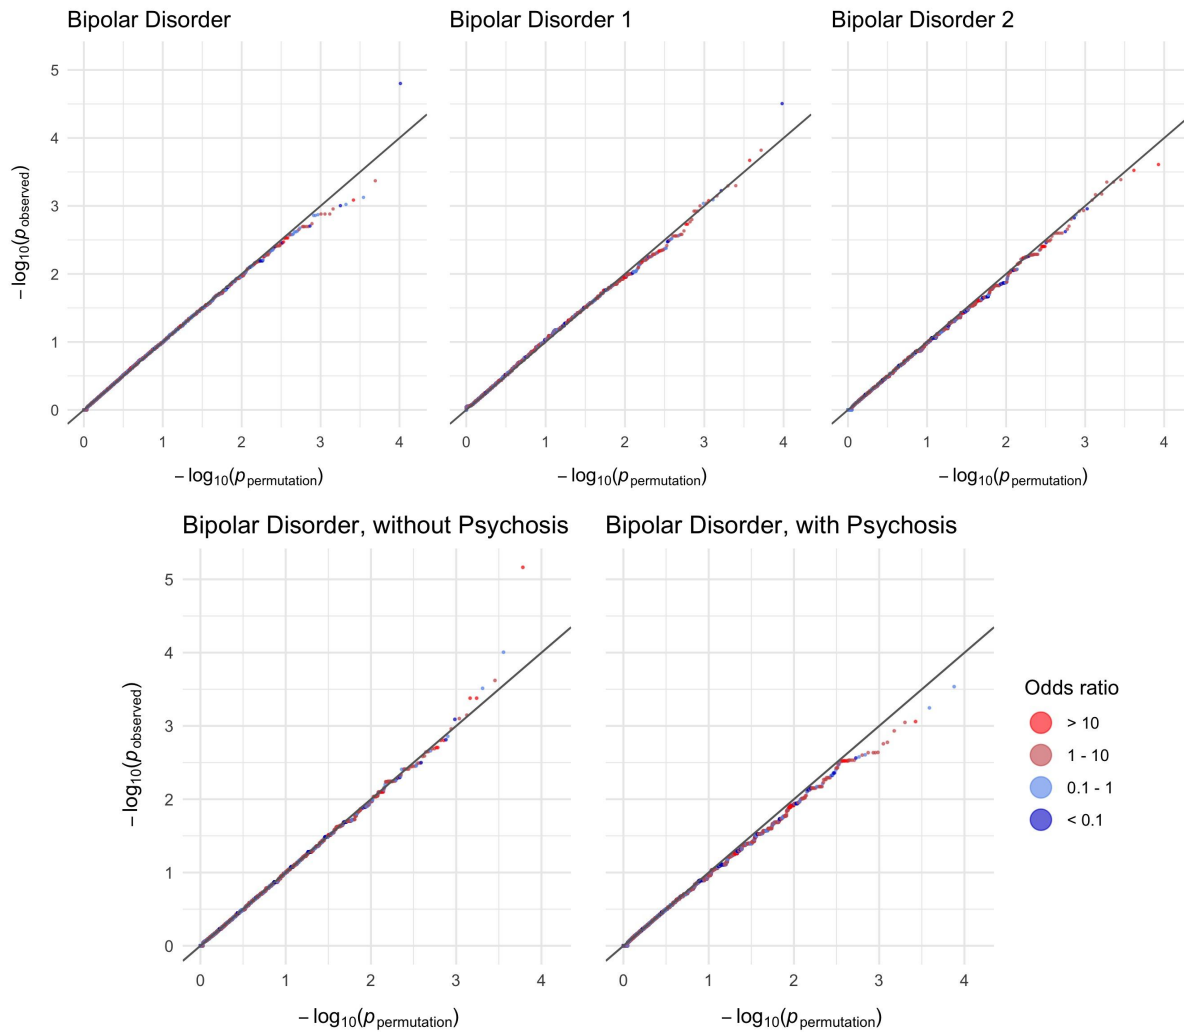 Bipolar Disorder
Bipolar Disorder 1
Bipolar Disorder 2
− log10(pobserved)
5
4
3
2
1
0
0 1 2 3 4
0 1 2 3 4
0 1 2 3 4
− log10(ppermutation)
− log10(ppermutation)
− log10(ppermutation)
Bipolar Disorder, without Psychosis
Bipolar Disorder, with Psychosis
− log10(pobserved)
5
4
3
2
1
0
0 1 2 3 4
0 1 2 3 4
− log10(ppermutation)
− log10(ppermutation)
Odds ratio
> 10
1 - 10
0.1 - 1
< 0.1